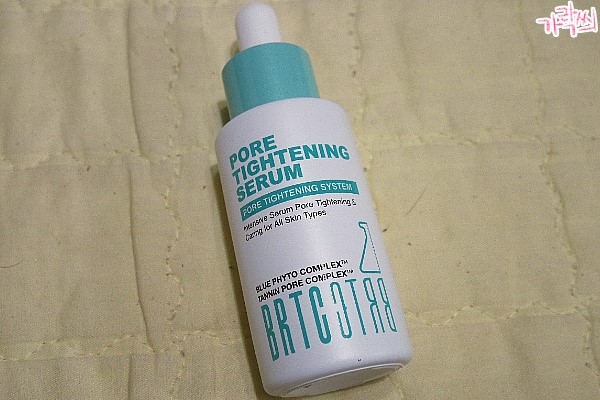 가락찌
PORE
TIGHTENING
SERUM
PORE TIGHTENING SYSTEM
Intensive Serum Pore Tightening &
Caring for All Skin Types
BLUE PHYTO COMPLEX™
TANNIN PORE COMPLEX™
BRTC